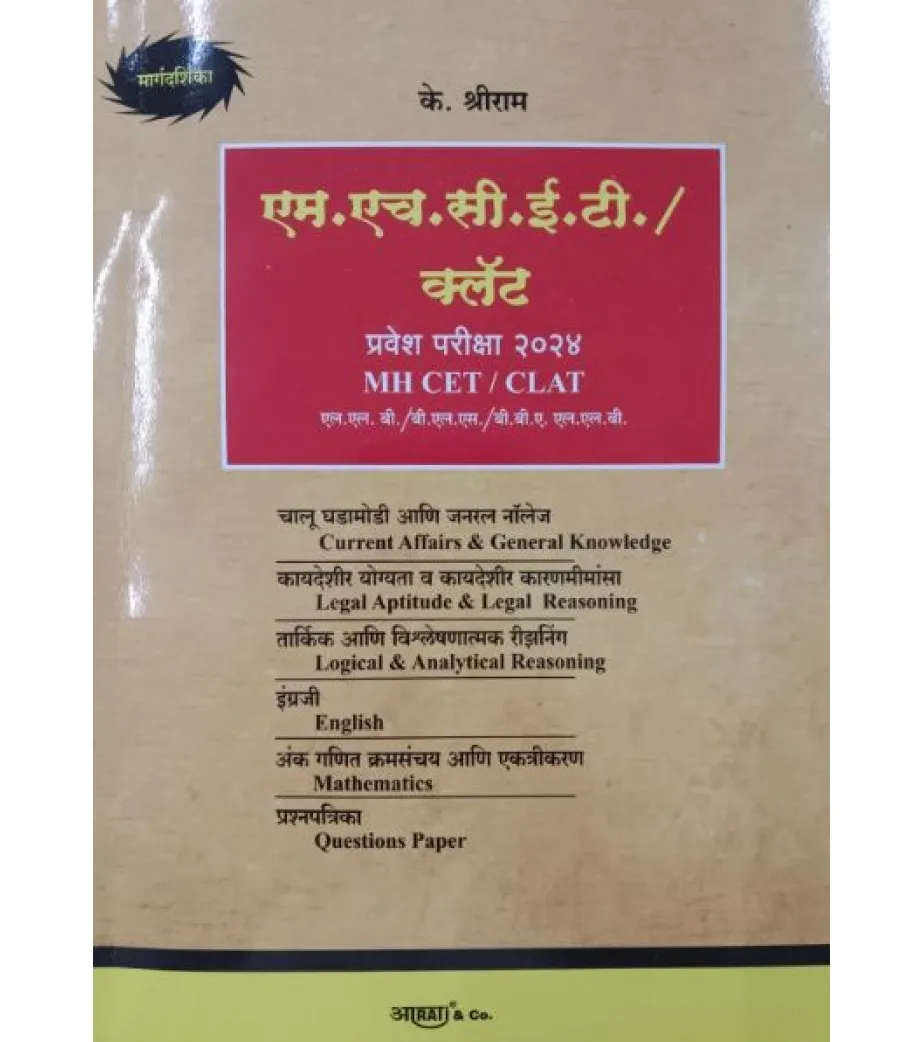 मार्गदर्शिका
के. श्रीराम
एम.एच.सी.ई.टी./
क्लॅट
प्रवेश परीक्षा २०२४
MH CET / CLAT
एल.एल. बी./बी.एल.एस./बी.बी.ए. एल.एल.बी.
चालू घडामोडी आणि जनरल नॉलेज
Current Affairs & General Knowledge
कायदेशीर योग्यता व कायदेशीर कारणमीमांसा
Legal Aptitude & Legal Reasoning
तार्किक आणि विश्लेषणात्मक रीझनिंग
Logical & Analytical Reasoning
इंग्रजी
English
अंक गणित क्रमसंचय आणि एकत्रीकरण
Mathematics
प्रश्नपत्रिका
Questions Paper
& Co.